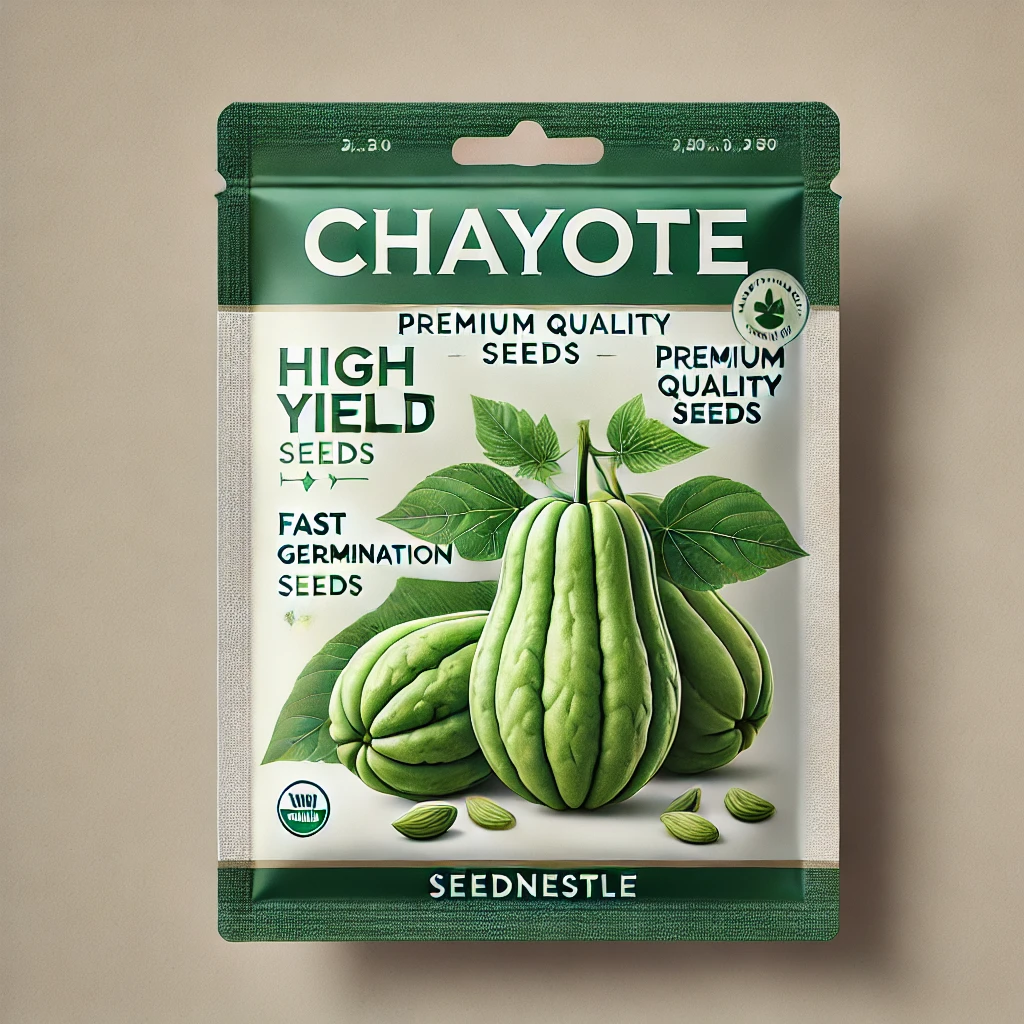 CHAYOTE
PREMIUM QUALITY
SEEDS
HIGH
YIELD
SEEDS
PREMIUM
QUALITY
SEEDS
FAST
GERMINATION
SEEDS
SEEDNESTLE